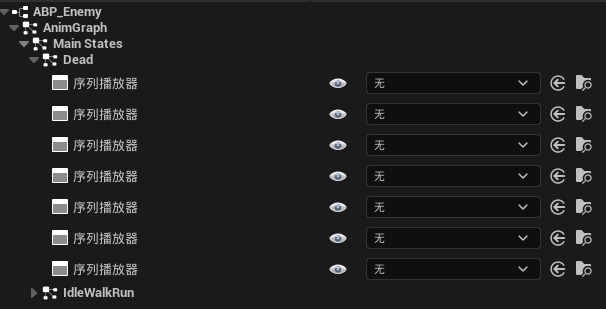 ABP_Enemy
AnimGraph
Main States
Dead
序列播放器 无
序列播放器 无
序列播放器 无
序列播放器 无
序列播放器 无
序列播放器 无
序列播放器 无
IdleWalkRun